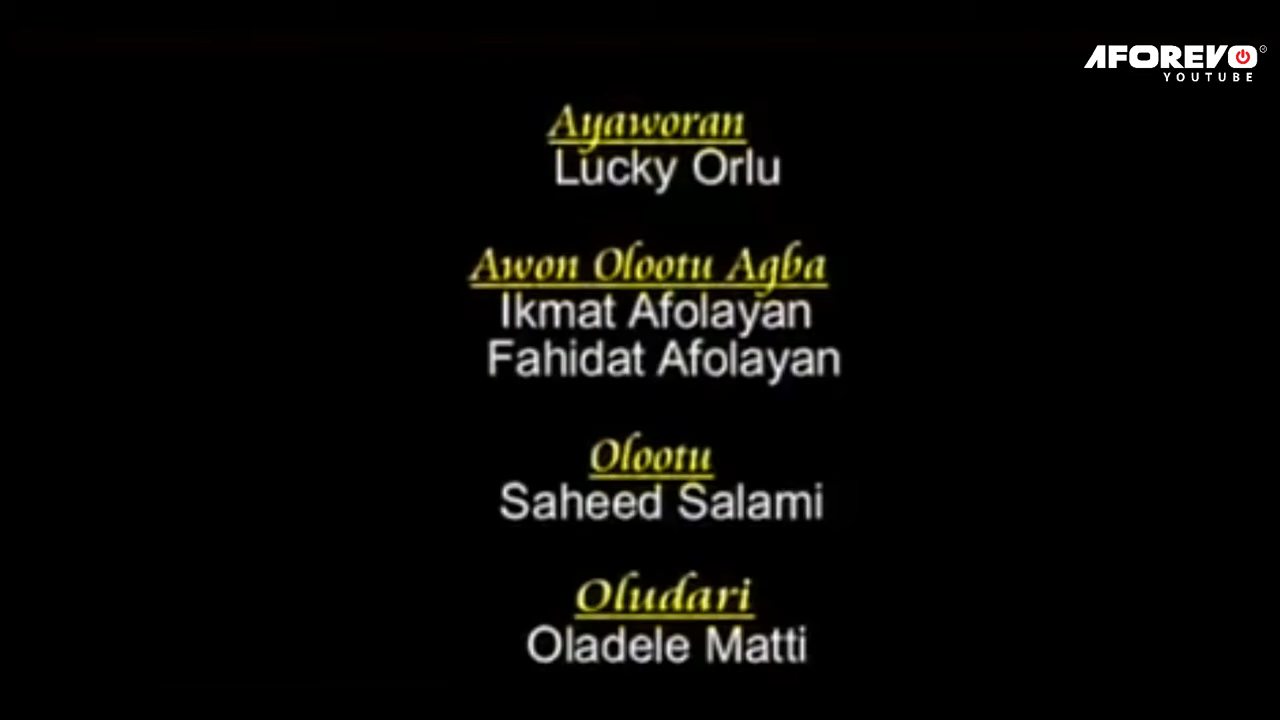 AFOREVO
YOUTUBE
Ayaworan
Lucky Orlu
Awon Olootu Agba
Ikmat Afolayan
Fahidat Afolayan
Olootu
Saheed Salami
Oludari
Oladele Matti